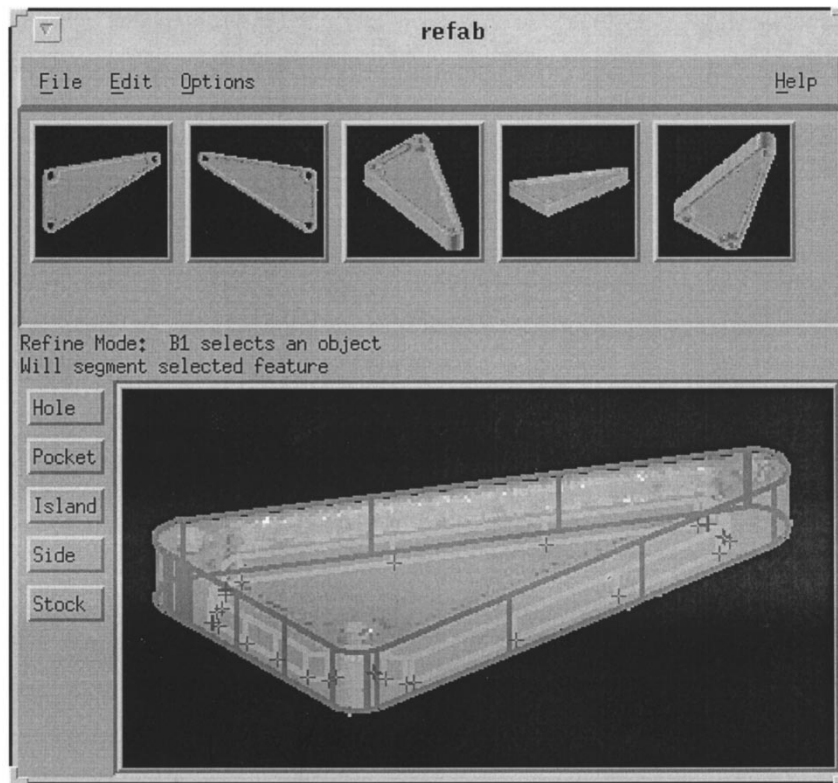 refab
File Edit Options Help
Refine Mode: B1 selects an object
Will segment selected feature
Hole
Pocket
Island
Side
Stock